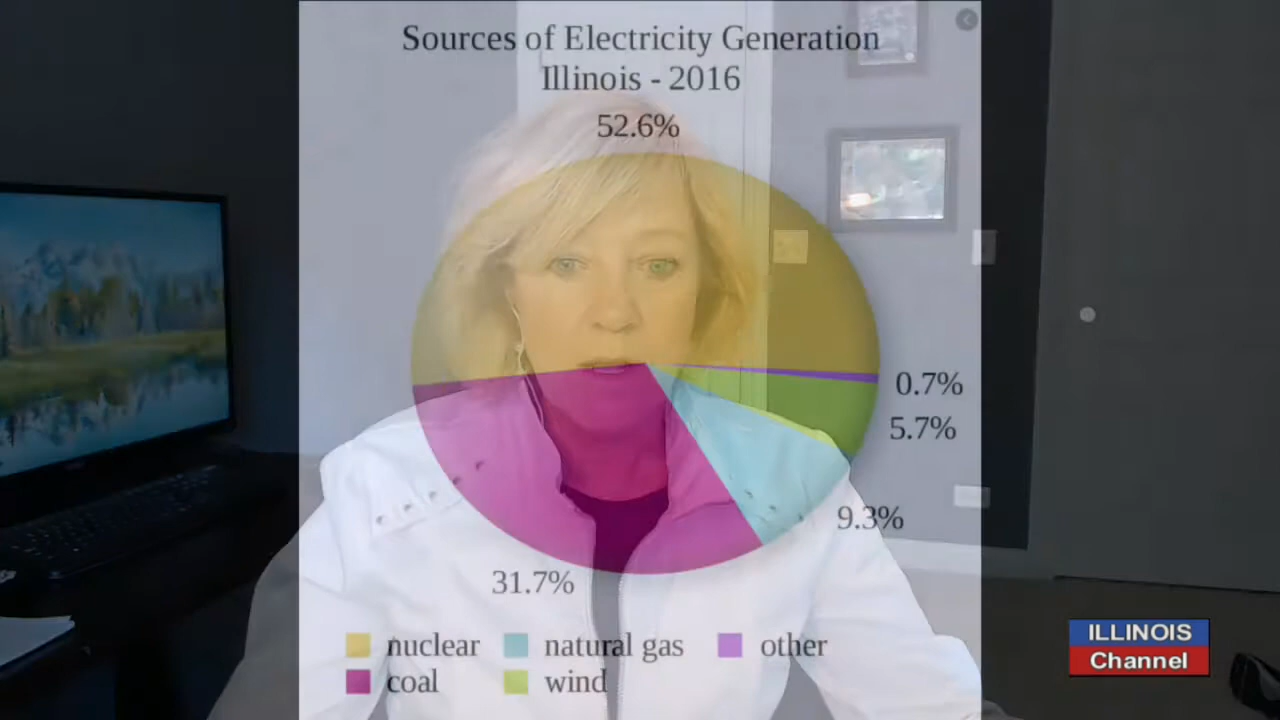 Sources of Electricity Generation
Illinois - 2016
52.6%
0.7%
5.7%
9.3%
31.7%
nuclear natural gas other
coal wind
ILLINOIS
Channel